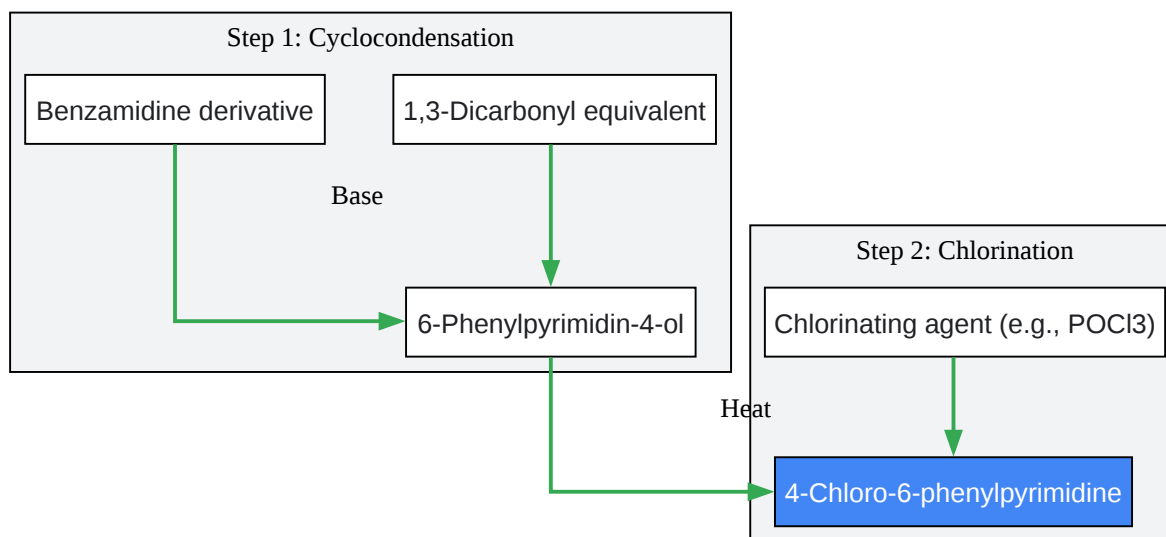 Step 1: Cyclocondensation
Benzamidine derivative
1,3-Dicarbonyl equivalent
Base
6-Phenylpyrimidin-4-ol
Step 2: Chlorination
Chlorinating agent (e.g., POCl3)
Heat
4-Chloro-6-phenylpyrimidine